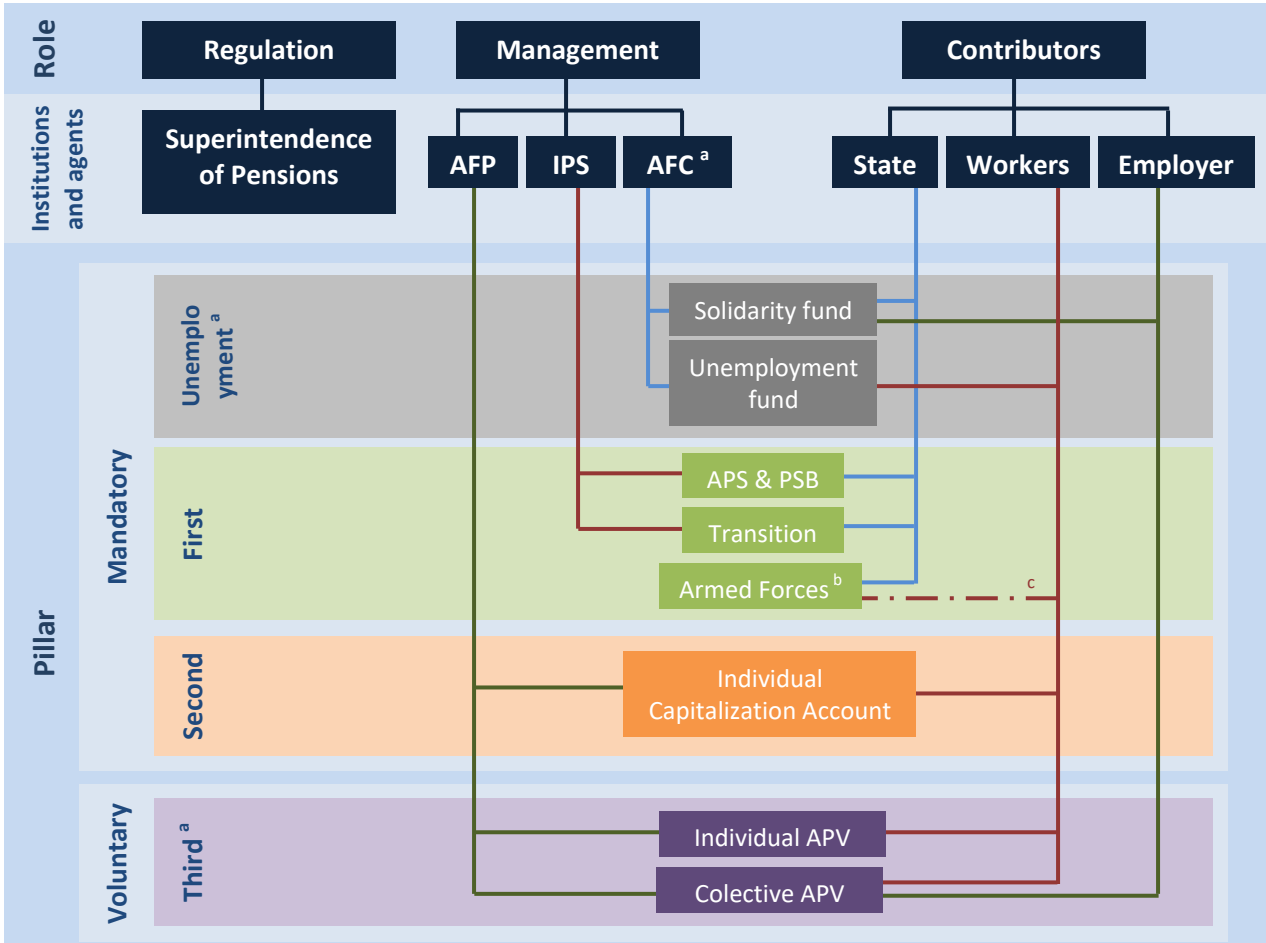 Role
Regulation
Management
Contributors
Institutions
and agents
Superintendence
of Pensions
AFP
IPS
AFC a
State
Workers
Employer
Pillar
Mandatory
Unemplo
yment a
Solidarity fund
Unemployment
fund
First
APS & PSB
Transition
Armed Forces b
c
Second
Individual
Capitalization Account
Voluntary
Third a
Individual APV
Colective APV